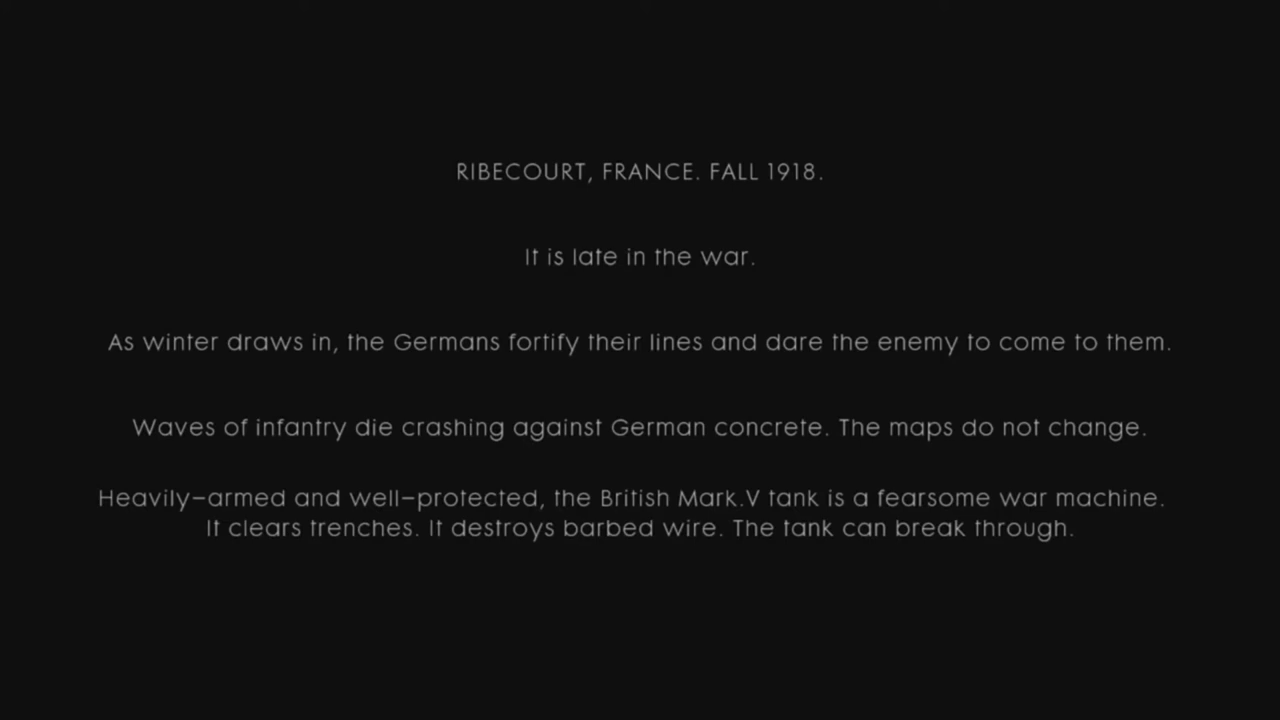 RIBECOURT, FRANCE. FALL 1918.
It is late in the war.
As winter draws in, the Germans fortify their lines and dare the enemy to come to them.
Waves of infantry die crashing against German concrete. The maps do not change.
Heavily–armed and well–protected, the British Mark.V tank is a fearsome war machine.
It clears trenches. It destroys barbed wire. The tank can break through.